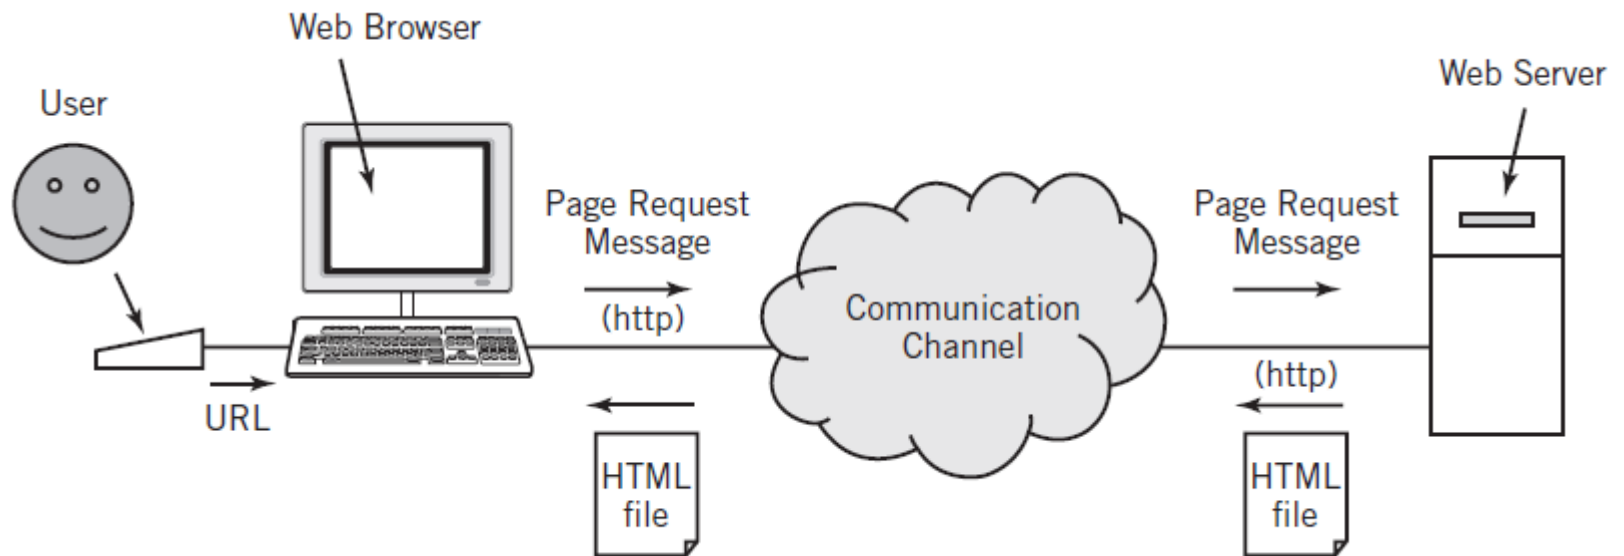 Web Browser
Web Server
User
Page Request
Message
(http)
Communication
Channel
Page Request
Message
(http)
URL
HTML
file
HTML
file